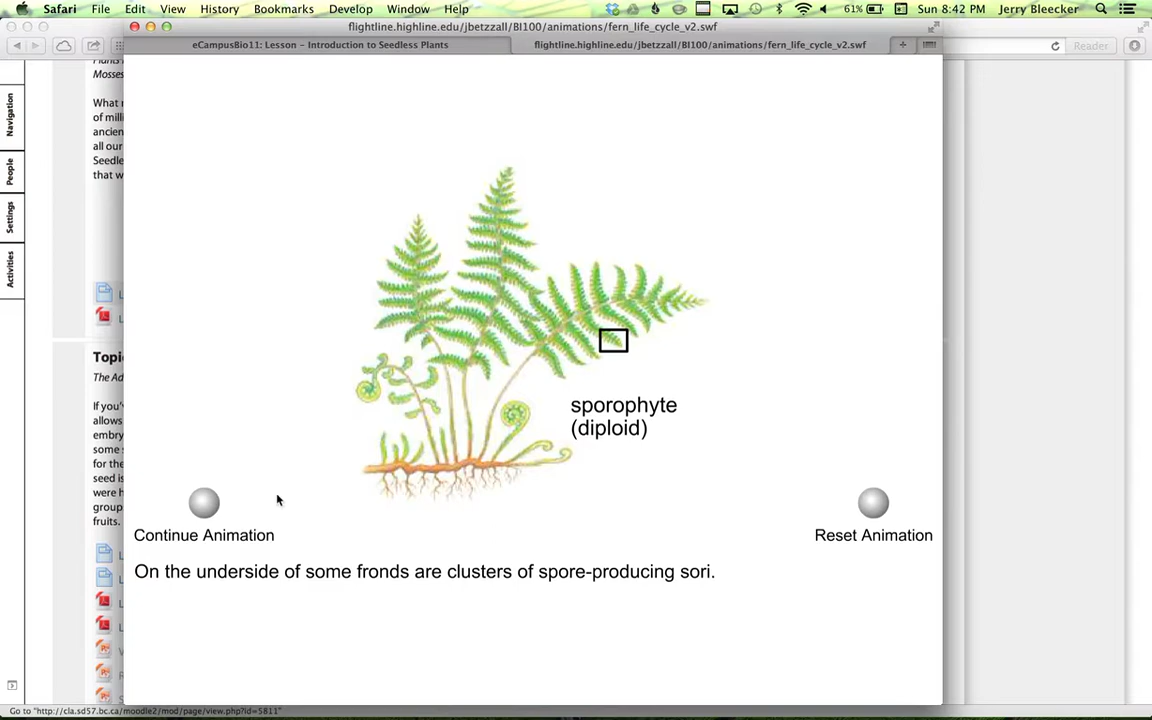 Safari File Edit View History Bookmarks Develop Window Help 61% Sun 8:42 PM Jerry Bleecker
flightline.highline.edu/jbetzzall/BI100/animations/fern_life_cycle_v2.swf
eCampusBio11: Lesson – Introduction to Seedless Plants
flightline.highline.edu/jbetzzall/BI100/animations/fern_life_cycle_v2.swf
Reader
Navigation
People
Settings
Activities
Mosses
What
of mill
ancien
all our
Seedle
that w
Topi
The Ad
If you'
allows
embry
some s
for the
seed is
were h
group
fruits.
sporophyte
(diploid)
Continue Animation
Reset Animation
On the underside of some fronds are clusters of spore-producing sori.
Go to "http://cla.sd57.bc.ca/moodle2/mod/page/view.php?id=5811"